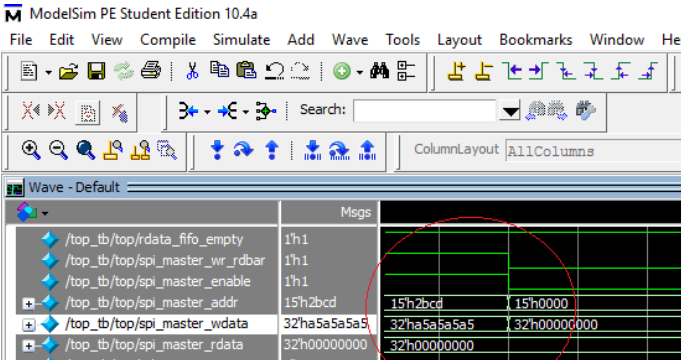 M ModelSim PE Student Edition 10.4a
File Edit View Compile Simulate Add Wave Tools Layout Bookmarks Window He
Search:
ColumnLayout AllColumns
Wave - Default
Msgs
/top_tb/top/rdata_fifo_empty 1'h1
/top_tb/top/spi_master_wr_rdbar 1'h1
/top_tb/top/spi_master_enable 1'h1
/top_tb/top/spi_master_addr 15'h2bcd 15'h2bcd 15'h0000
/top_tb/top/spi_master_wdata 32'ha5a5a5a5 32'ha5a5a5a5 32'h00000000
/top_tb/top/spi_master_rdata 32'h00000000 32'h00000000